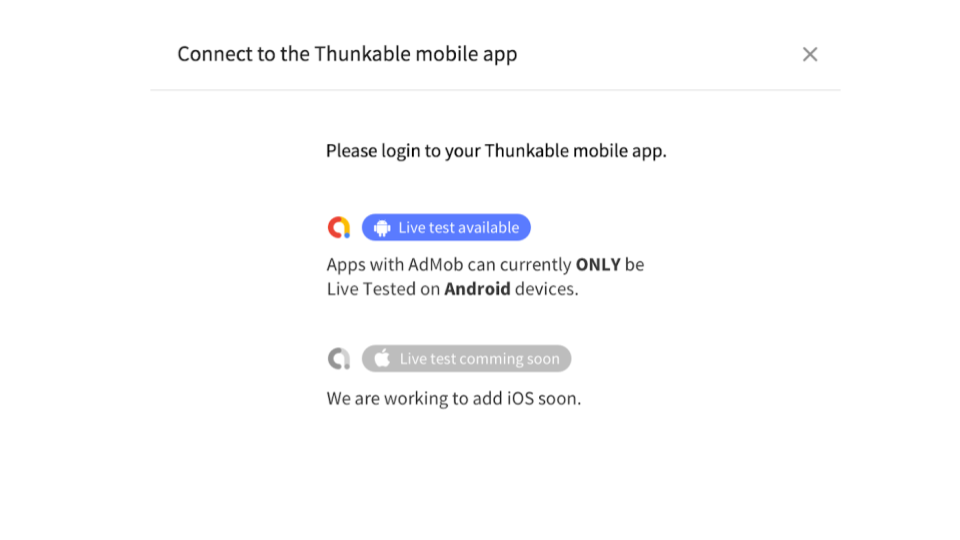 Connect to the Thunkable mobile app
Please login to your Thunkable mobile app.
Live test available
Apps with AdMob can currently ONLY be
Live Tested on Android devices.
Live test comming soon
We are working to add iOS soon.